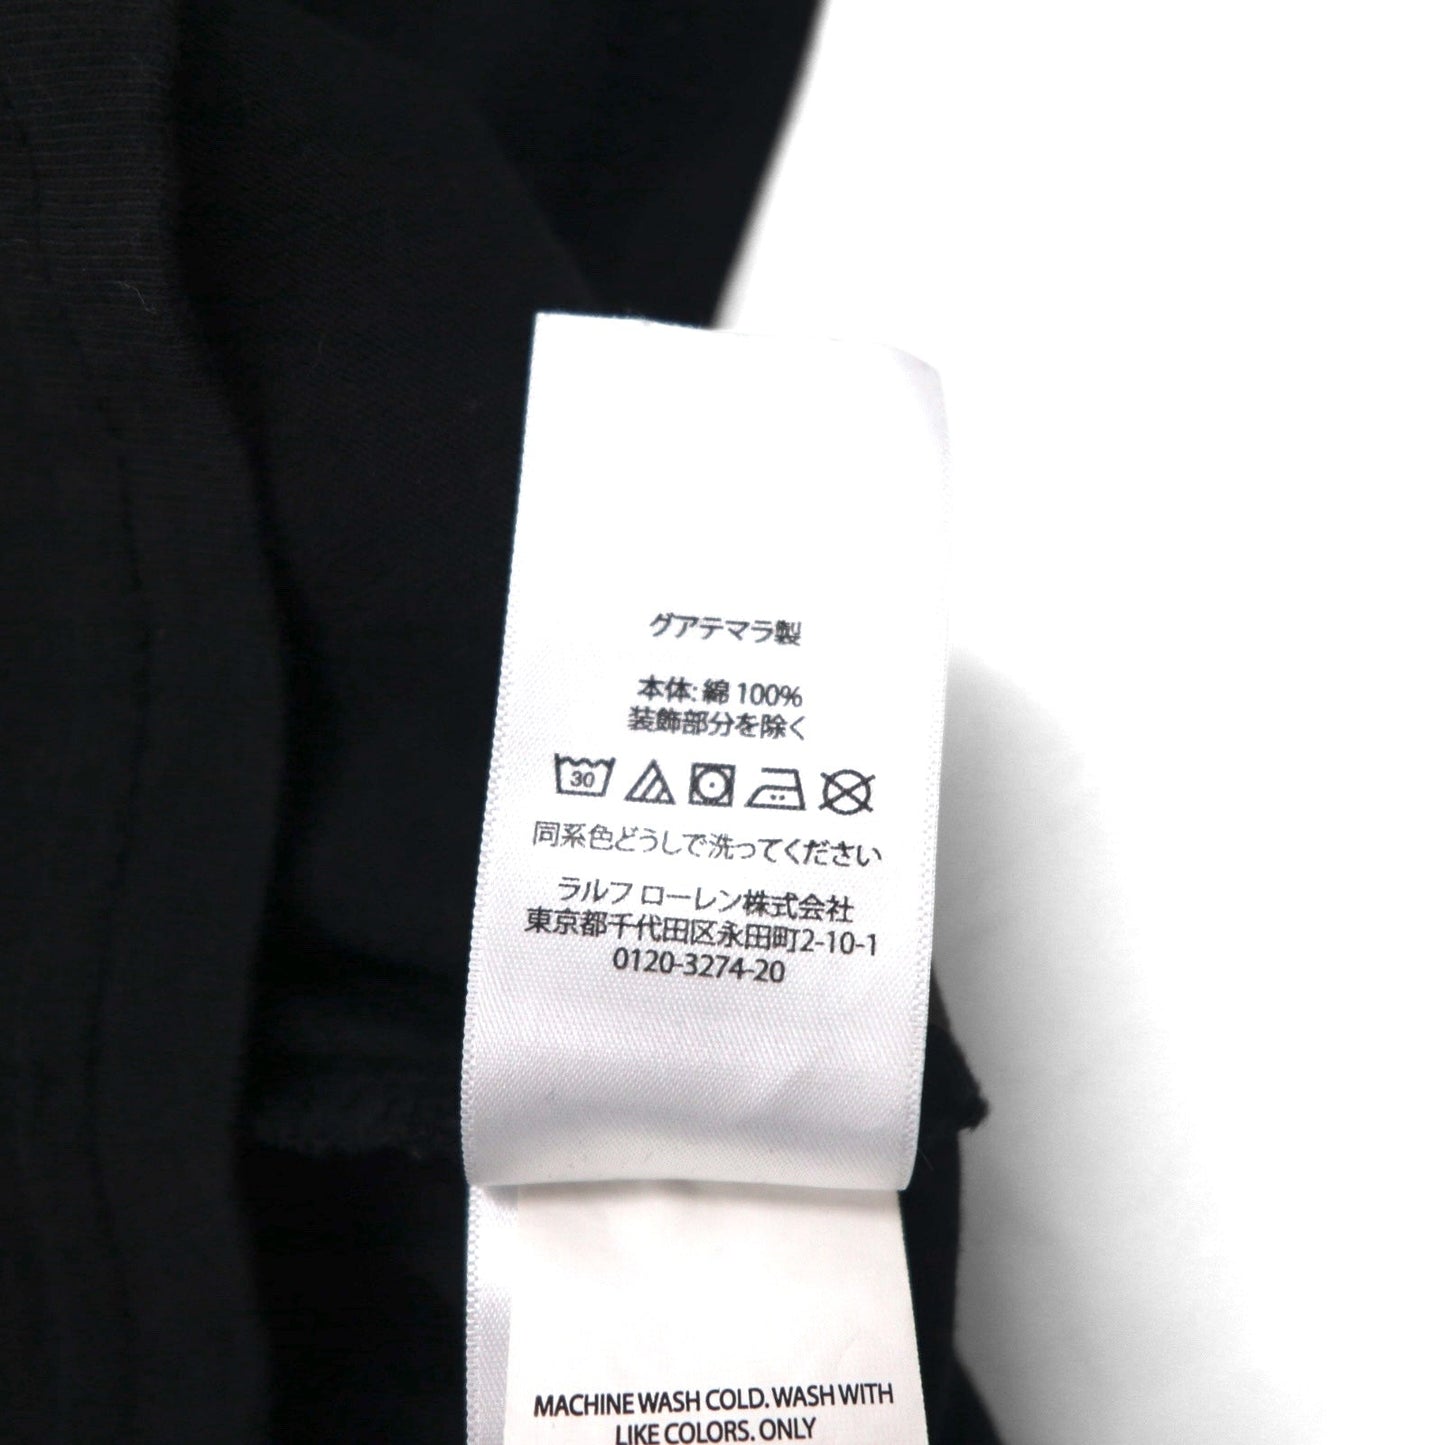 グアテマラ製
本体: 綿 100%
装飾部分を除く
30
同系色どうしで洗ってください
ラルフ ローレン株式会社
東京都千代田区永田町2-10-1
0120-3274-20
MACHINE WASH COLD. WASH WITH
LIKE COLORS. ONLY